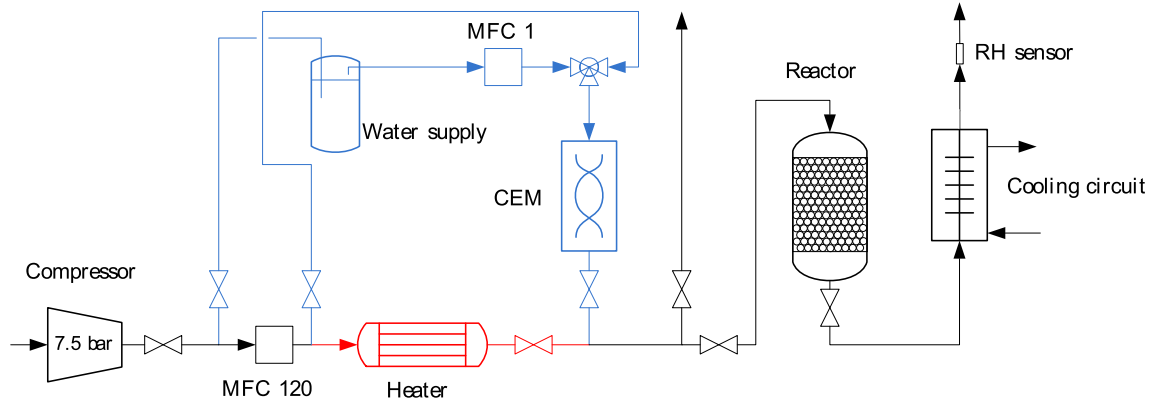 MFC 1
RH sensor
Reactor
Water supply
CEM
Cooling circuit
Compressor
7.5 bar
MFC 120
Heater